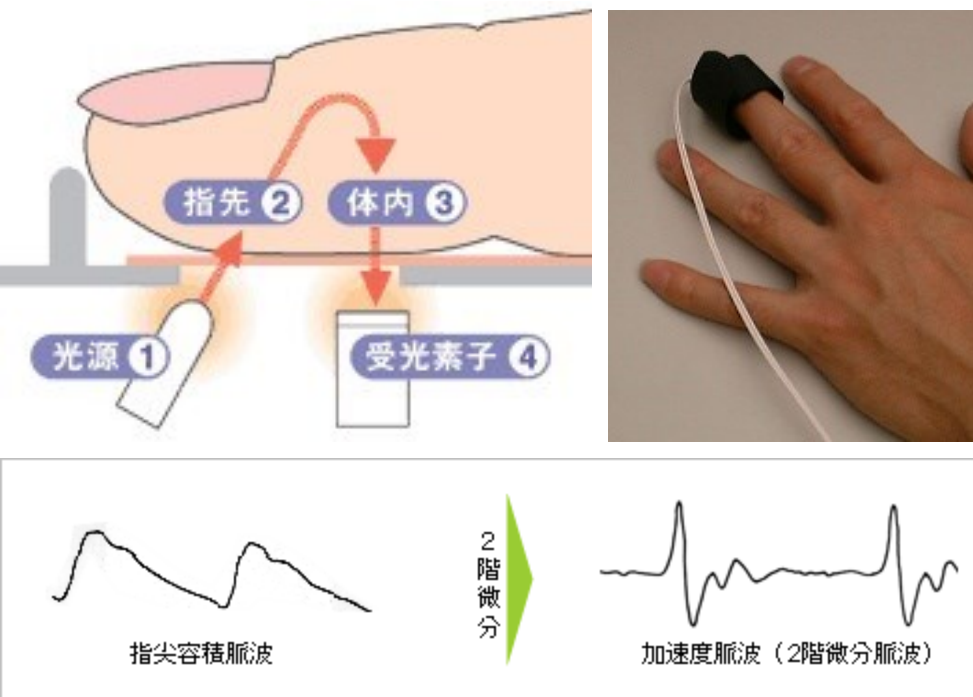 指先 2
体内 3
光源 1
受光素子 4
2階微分
指尖容積脈波
加速度脈波（2階微分脈波）